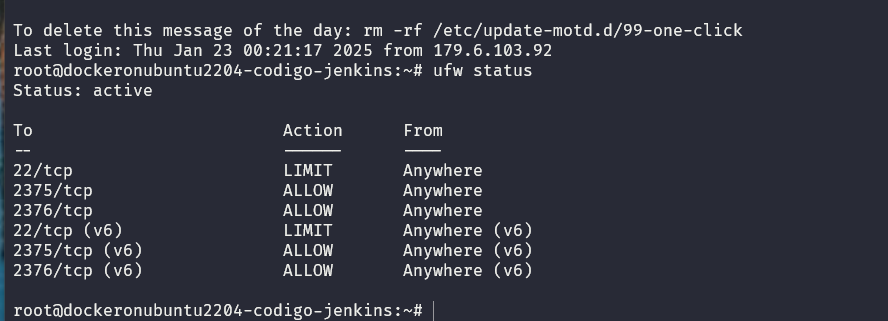 To delete this message of the day: rm -rf /etc/update-motd.d/99-one-click
Last login: Thu Jan 23 00:21:17 2025 from 179.6.103.92
root@dockeronubuntu2204-codigo-jenkins:~# ufw status
Status: active
To                         Action      From
--                         ------      ----
22/tcp                     LIMIT       Anywhere
2375/tcp                   ALLOW       Anywhere
2376/tcp                   ALLOW       Anywhere
22/tcp (v6)                LIMIT       Anywhere (v6)
2375/tcp (v6)              ALLOW       Anywhere (v6)
2376/tcp (v6)              ALLOW       Anywhere (v6)
root@dockeronubuntu2204-codigo-jenkins:~#